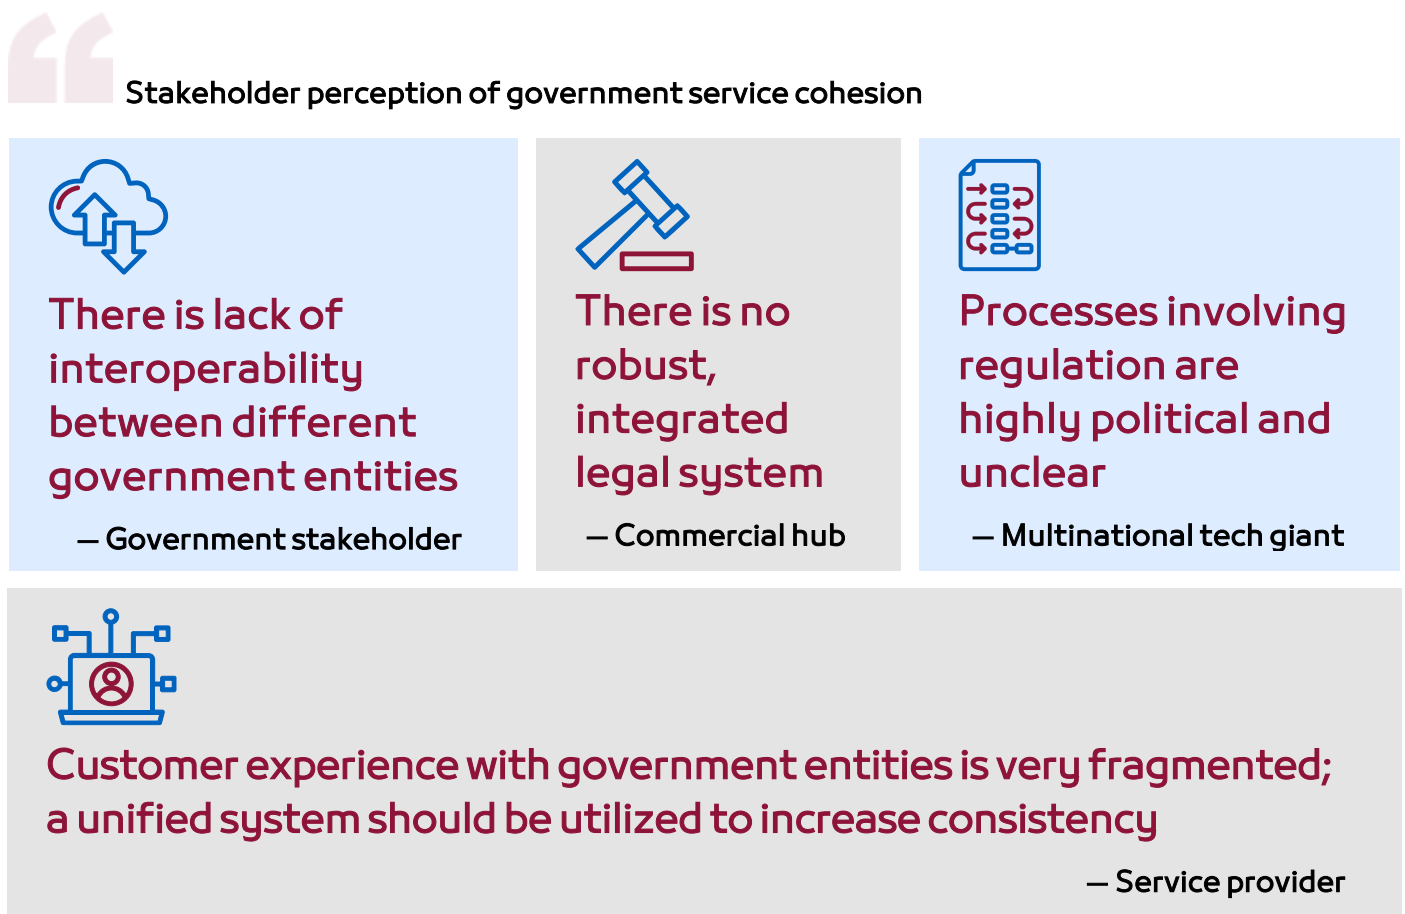 Stakeholder perception of government service cohesion
There is lack of
interoperability
between different
government entities
— Government stakeholder
There is no
robust,
integrated
legal system
— Commercial hub
Processes involving
regulation are
highly political and
unclear
— Multinational tech giant
Customer experience with government entities is very fragmented;
a unified system should be utilized to increase consistency
— Service provider